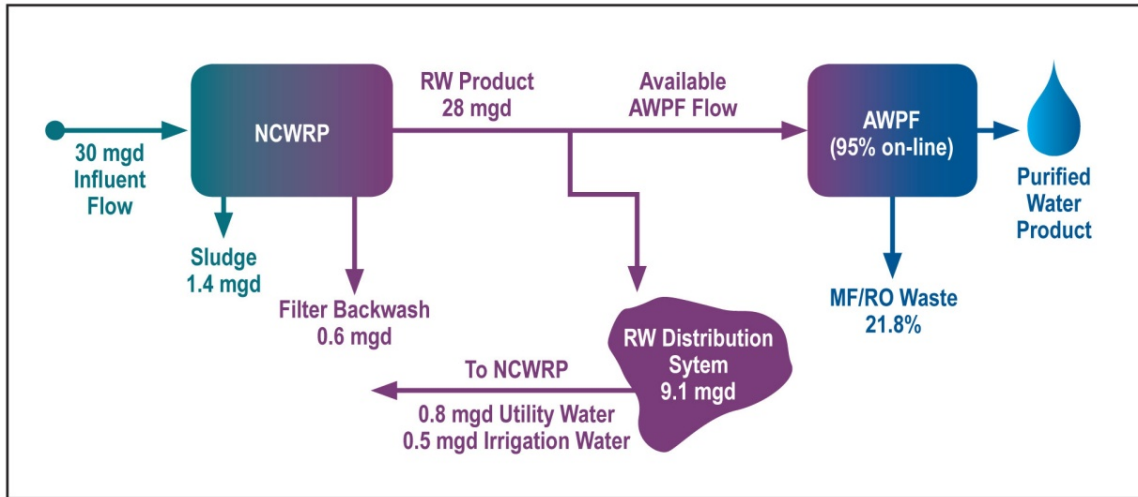 30 mgd
Influent
Flow
NCWRP
Sludge
1.4 mgd
Filter Backwash
0.6 mgd
RW Product
28 mgd
Available
AWPF Flow
RW Distribution
Sytem
9.1 mgd
To NCWRP
0.8 mgd Utility Water
0.5 mgd Irrigation Water
AWPF
(95% on-line)
MF/RO Waste
21.8%
Purified
Water
Product